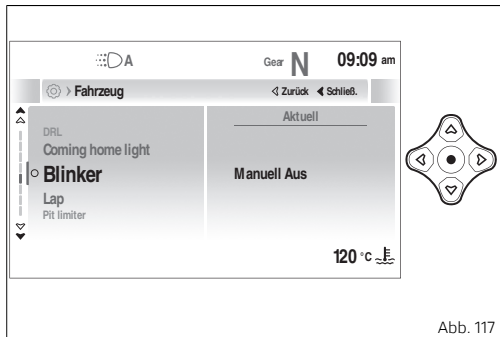 A Gear N 09:09 am
› Fahrzeug Zurück Schließ.
Aktuell
DRL
Coming home light
Blinker Manuell Aus
Lap
Pit limiter
120 °C
Abb. 117